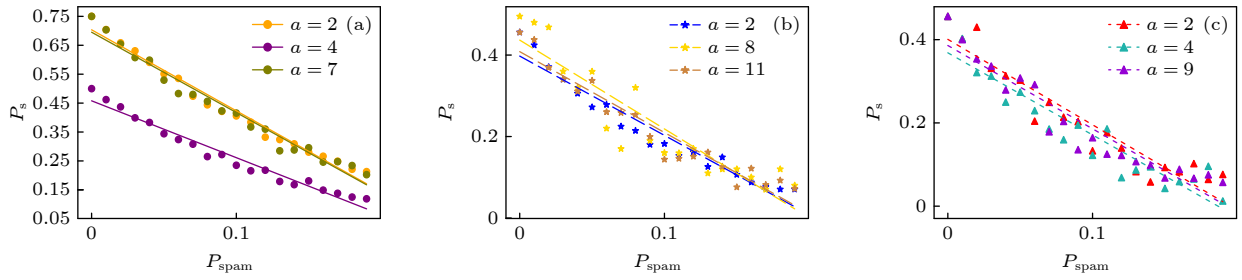 (a)
a = 2
a = 4
a = 7
0.75
0.65
0.55
0.45
0.35
0.25
0.15
0.05
P_s
0
0.1
P_spam
(b)
a = 2
a = 8
a = 11
0.4
0.2
0
P_s
0
0.1
P_spam
(c)
a = 2
a = 4
a = 9
0.4
0.2
0
P_s
0
0.1
P_spam